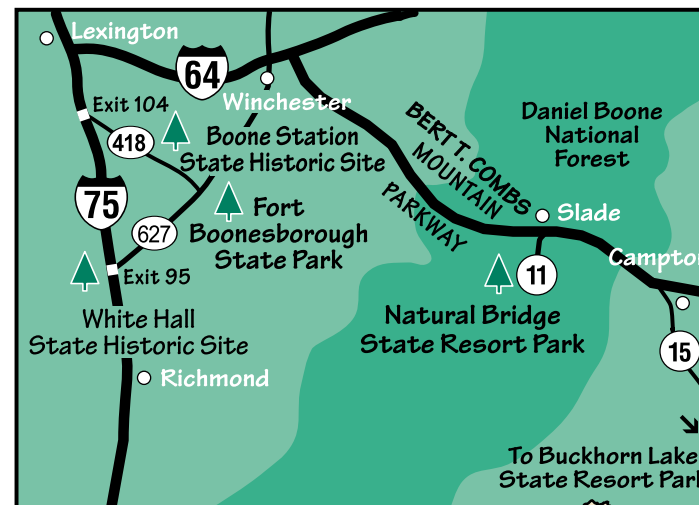 Lexington
64
Winchester
Exit 104
418
Boone Station
State Historic Site
75
Fort
Boonesborough
State Park
627
Exit 95
White Hall
State Historic Site
Richmond
BERT T. COMBS
MOUNTAIN
PARKWAY
Daniel Boone
National
Forest
Slade
11
Natural Bridge
State Resort Park
Campto
15
To Buckhorn Lake
State Resort Par